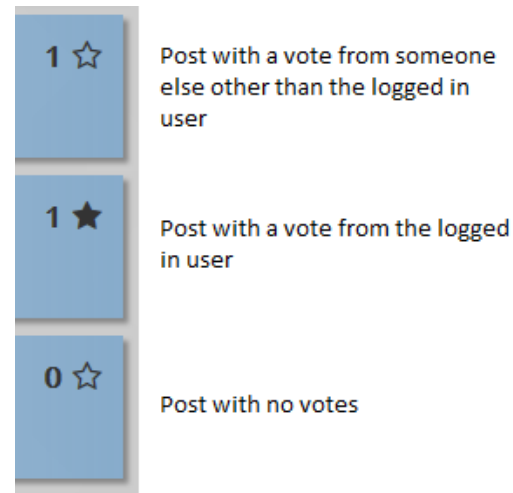 1 ☆
Post with a vote from someone
else other than the logged in
user
1 ★
Post with a vote from the logged
in user
0 ☆
Post with no votes